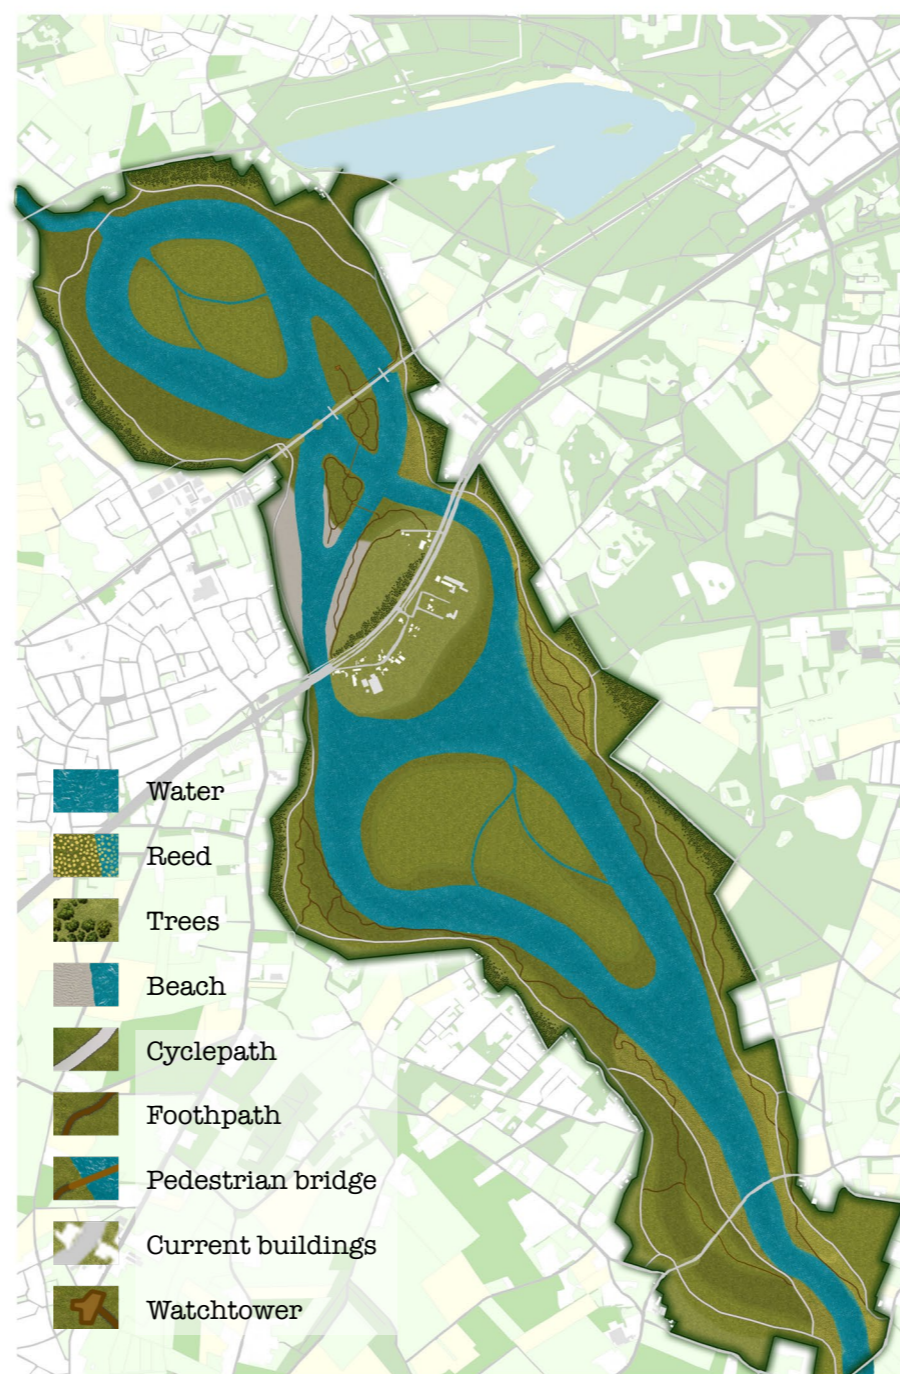 Water
Reed
Trees
Beach
Cyclepath
Foothpath
Pedestrian bridge
Current buildings
Watchtower